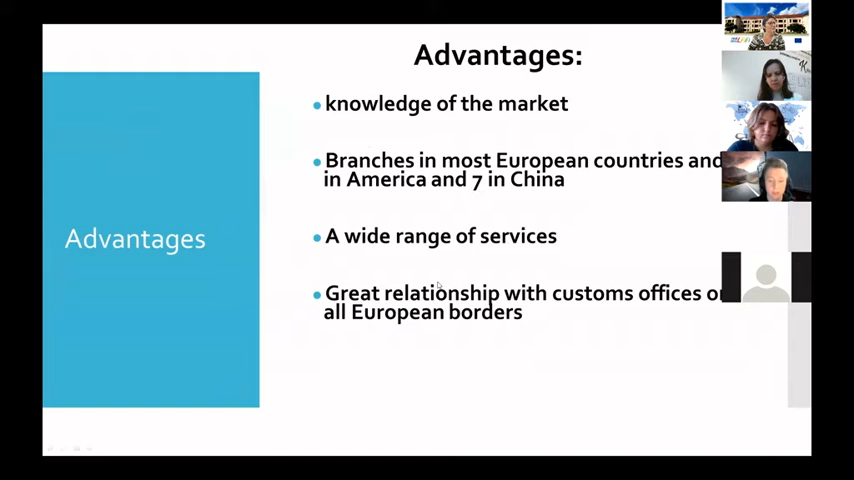 Advantages:
knowledge of the market
Branches in most European countries and
in America and 7 in China
Advantages
A wide range of services
Great relationship with customs offices
all European borders